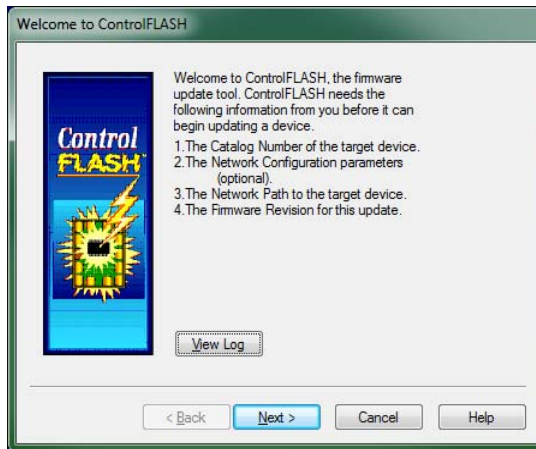 Welcome to ControlFLASH
Control
FLASH
Welcome to ControlFLASH, the firmware
update tool. ControlFLASH needs the
following information from you before it can
begin updating a device.
1.The Catalog Number of the target device.
2.The Network Configuration parameters
(optional).
3.The Network Path to the target device.
4.The Firmware Revision for this update.
View Log
< Back
Next >
Cancel
Help